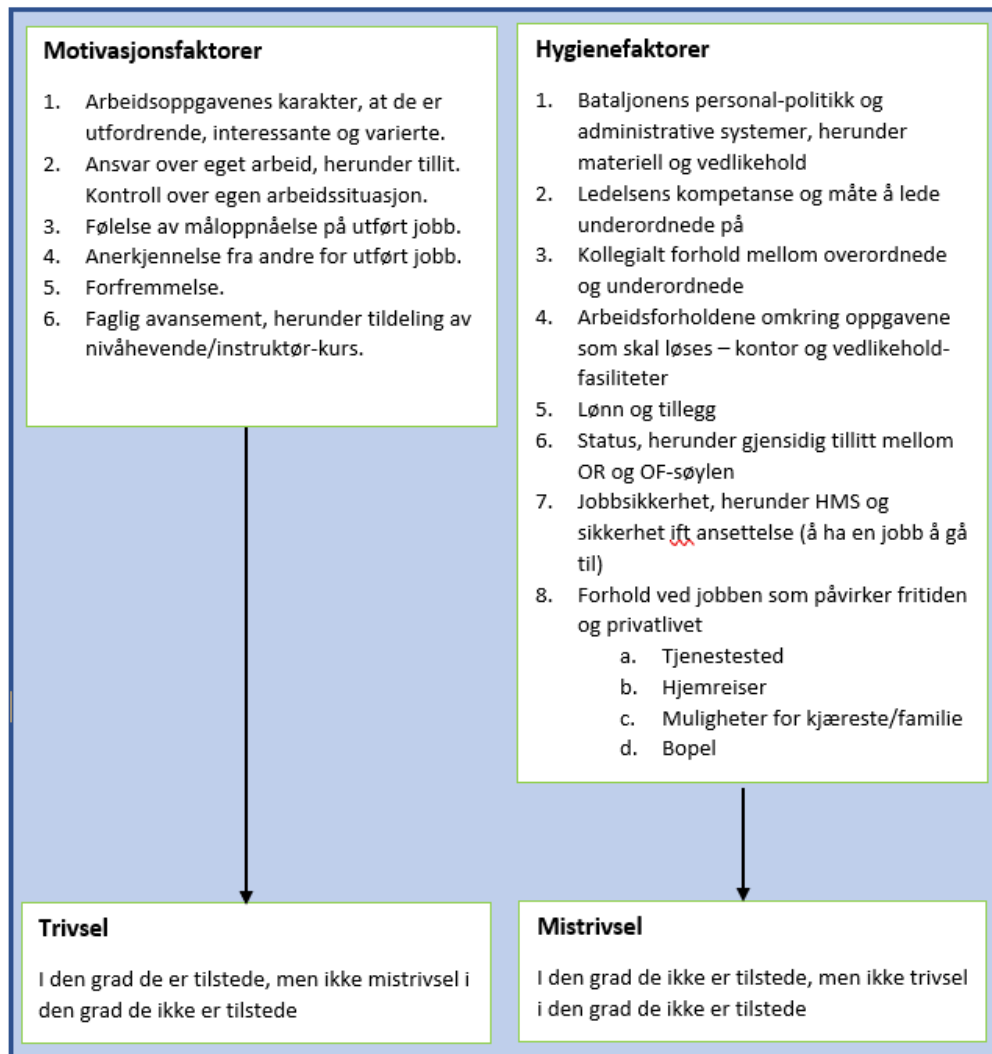 Motivasjonsfaktorer
1. Arbeidsoppgavenes karakter, at de er
utfordrende, interessante og varierte.
2. Ansvar over eget arbeid, herunder tillit.
Kontroll over egen arbeidssituasjon.
3. Følelse av måloppnåelse på utført jobb.
4. Anerkjennelse fra andre for utført jobb.
5. Forfremmelse.
6. Faglig avansement, herunder tildeling av
nivåhevende/instruktør-kurs.
Hygienefaktorer
1. Bataljonens personal-politikk og
administrative systemer, herunder
materiell og vedlikehold
2. Ledelsens kompetanse og måte å lede
underordnede på
3. Kollegialt forhold mellom overordnede
og underordnede
4. Arbeidsforholdene omkring oppgavene
som skal løses – kontor og vedlikehold-
fasiliteter
5. Lønn og tillegg
6. Status, herunder gjensidig tillitt mellom
OR og OF-søylen
7. Jobbsikkerhet, herunder HMS og
sikkerhet ift ansettelse (å ha en jobb å gå
til)
8. Forhold ved jobben som påvirker fritiden
og privatlivet
a. Tjenestested
b. Hjemreiser
c. Muligheter for kjæreste/familie
d. Bopel
Trivsel
I den grad de er tilstede, men ikke mistrivsel i
den grad de ikke er tilstede
Mistrivsel
I den grad de ikke er tilstede, men ikke trivsel
i den grad de ikke er tilstede